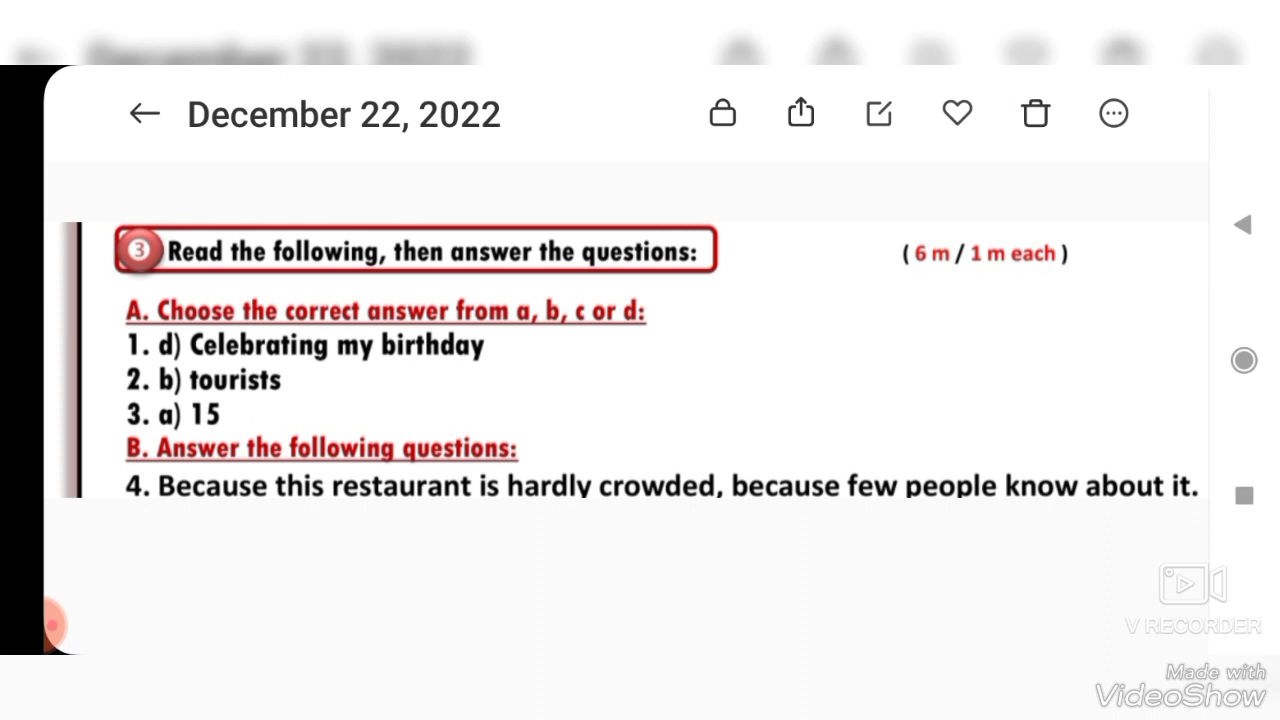 December 22, 2022
3 Read the following, then answer the questions: ( 6 m / 1 m each )
A. Choose the correct answer from a, b, c or d:
1. d) Celebrating my birthday
2. b) tourists
3. a) 15
B. Answer the following questions:
4. Because this restaurant is hardly crowded, because few people know about it.
V RECORDER
Made with
VideoShow